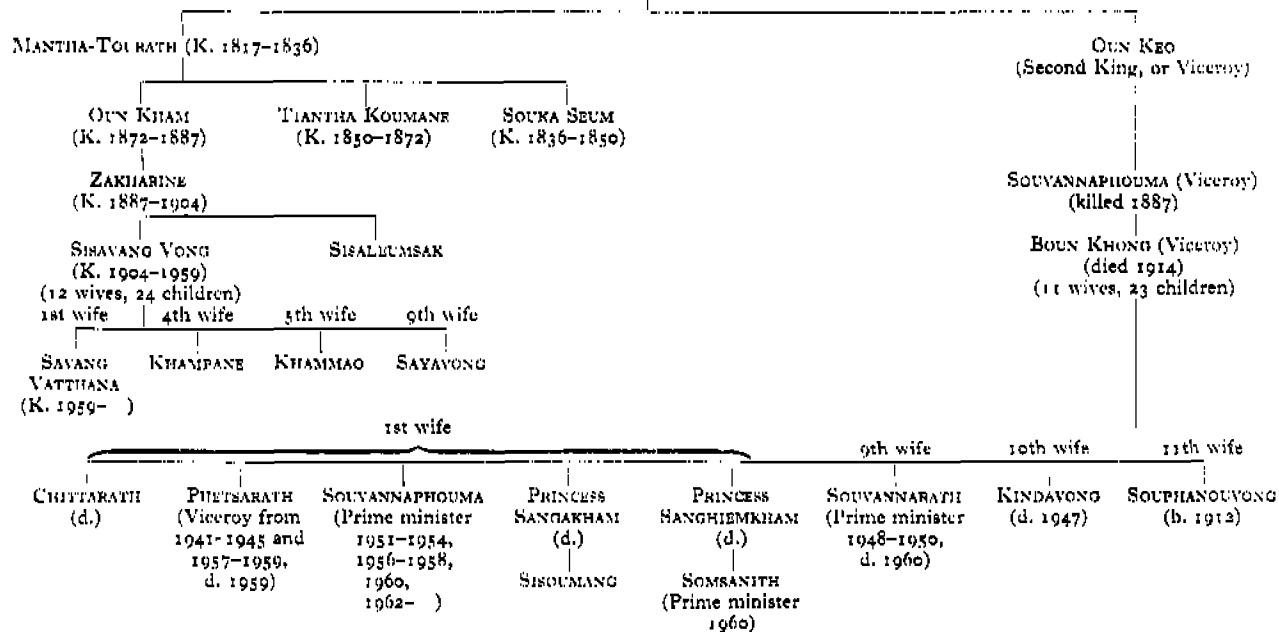 MANTHA-TOURATH (K. 1817–1836)
OUN KEO
(Second King, or Viceroy)
OUN KHAM
(K. 1872–1887)
TIANTHA KOUMANE
(K. 1850–1872)
SOUKA SEUM
(K. 1836–1850)
ZAKHARINE
(K. 1887–1904)
SOUVANNAPHOUMA (Viceroy)
(killed 1887)
SISAVANG VONG
(K. 1904–1959)
(12 wives, 24 children)
SISALEUMSAK
BOUN KHONG (Viceroy)
(died 1914)
(11 wives, 23 children)
1st wife 4th wife 5th wife 9th wife
SAVANG
VATTHANA
(K. 1959– )
KHAMPANE
KHAMMAO
SAYAVONG
1st wife
9th wife 10th wife 11th wife
CHITTARATH
(d.)
PHETSARATH
(Viceroy from
1941-1945 and
1957–1959,
d. 1959)
SOUVANNAPHOUMA
(Prime minister
1951–1954,
1956–1958,
1960,
1962– )
PRINCESS
SANGAKHAM
(d.)
SISOUMANG
PRINCESS
SANGHIEMKHAM
(d.)
SOMSANITH
(Prime minister
1960)
SOUVANNARATH
(Prime minister
1948–1950,
d. 1960)
KINDAVONG
(d. 1947)
SOUPHANOUVONG
(b. 1912)